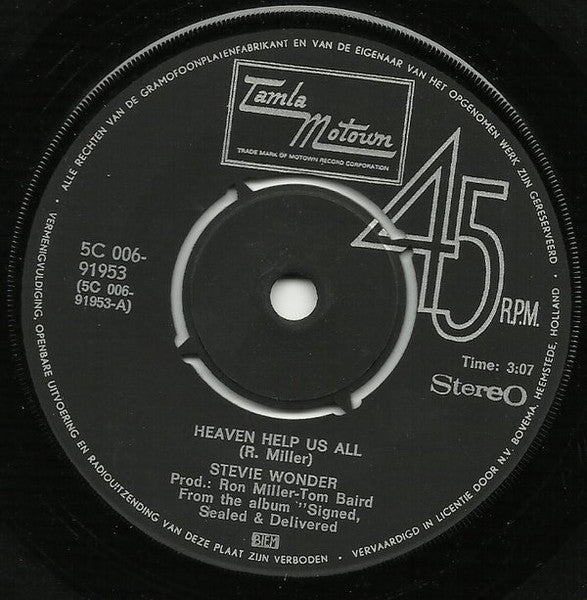 ALLE RECHTEN VAN DE GRAMOFOONPLATENFABRIKANT EN VAN DE EIGENAAR VAN HET OPGENOMEN WERK ZIJN GERESERVEERD
Tamla
Motown
TRADE MARK OF MOTOWN RECORD CORPORATION
45
R.P.M.
5C 006-
91953
(5C 006-
91953-A)
Time: 3:07
Stereo
HEAVEN HELP US ALL
(R. Miller)
STEVIE WONDER
Prod.: Ron Miller-Tom Baird
From the album "Signed,
Sealed & Delivered
BIEM
· VERMENIGVULDIGING, OPENBARE UITVOERING EN RADIOUITZENDING VAN DEZE PLAAT ZIJN VERBODEN · VERVAARDIGD IN LICENTIE DOOR N.V. BOVEMA, HEEMSTEDE, HOLLAND ·